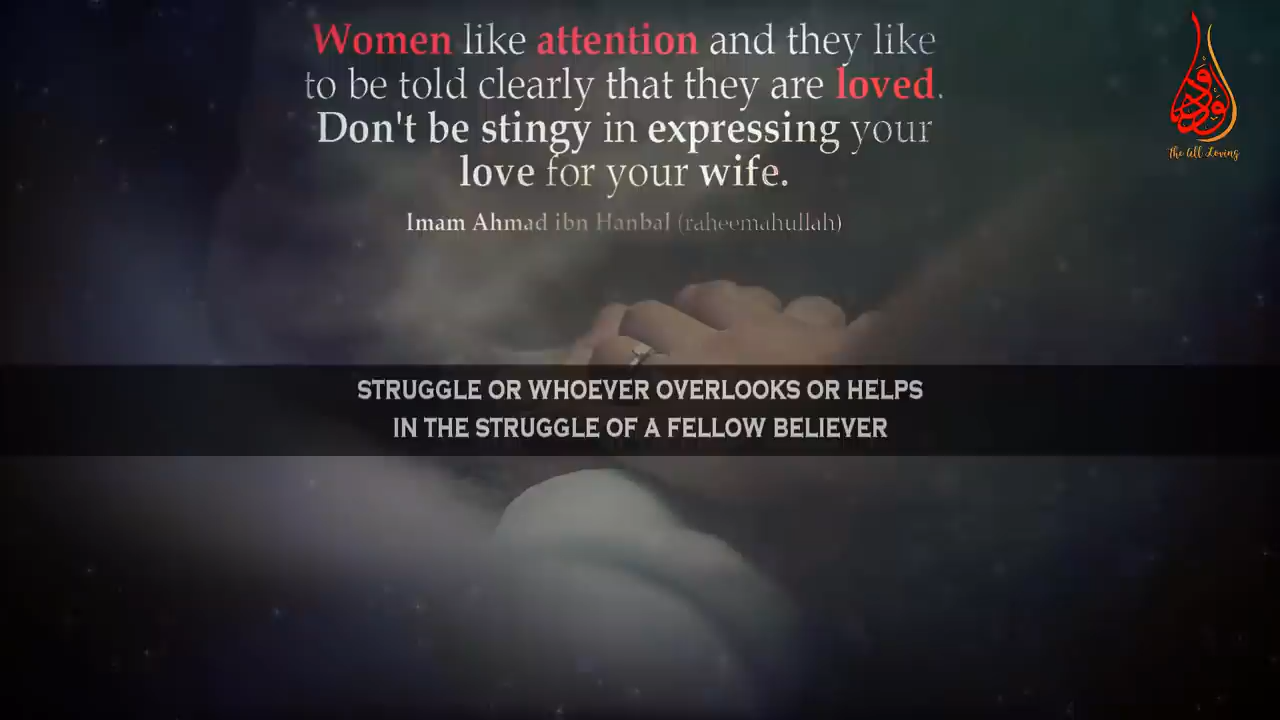 Women like attention and they like
to be told clearly that they are loved.
Don't be stingy in expressing your
love for your wife.
Imam Ahmad ibn Hanbal (raheemahullah)
The All Loving
STRUGGLE OR WHOEVER OVERLOOKS OR HELPS
IN THE STRUGGLE OF A FELLOW BELIEVER